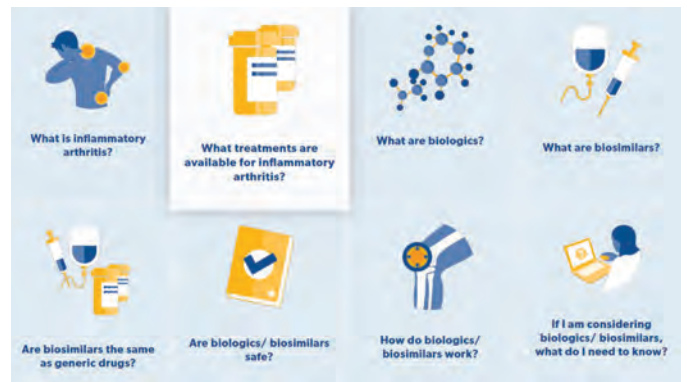 What is inflammatory
arthritis?
What treatments are
available for inflammatory
arthritis?
What are biologics?
What are biosimilars?
Are biosimilars the same
as generic drugs?
Are biologics/ biosimilars
safe?
How do biologics/
biosimilars work?
If I am considering
biologics/ biosimilars,
what do I need to know?